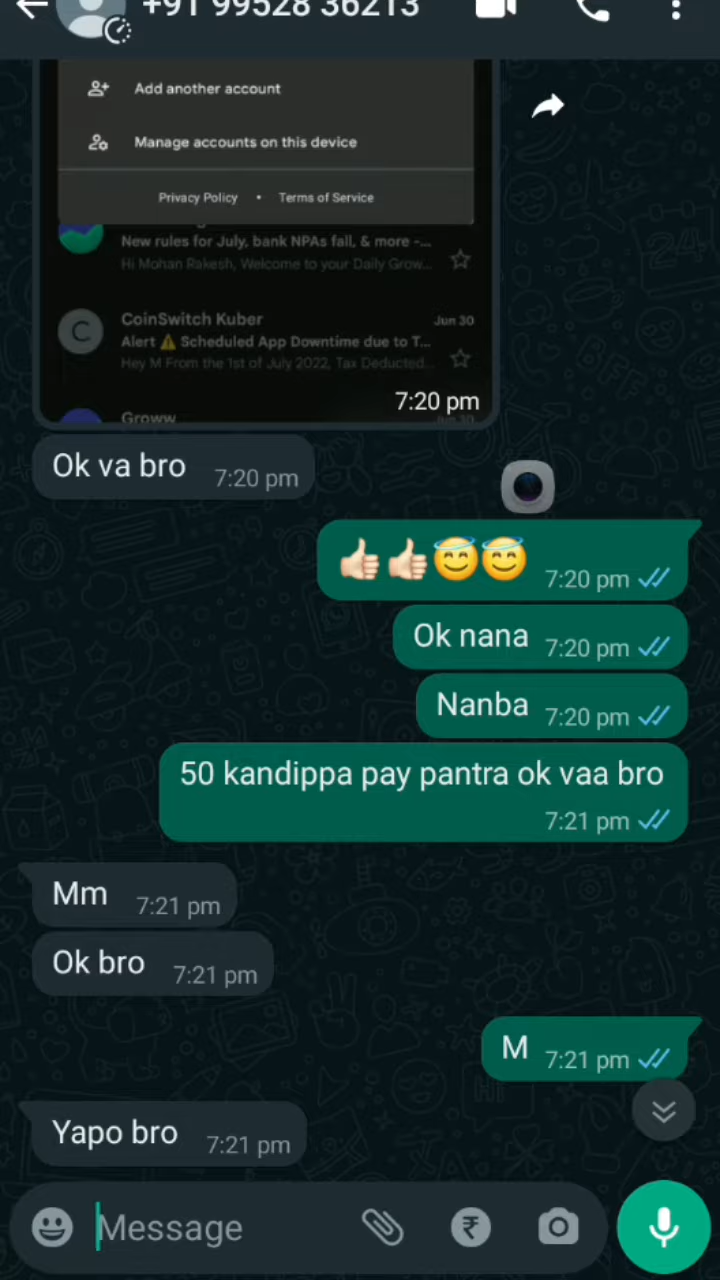 +91 99528 36213
Add another account
Manage accounts on this device
Privacy Policy • Terms of Service
New rules for July, bank NPAs fall, & more -...
Hi Mohan Rakesh, Welcome to your Daily Grow...
C
CoinSwitch Kuber Jun 30
Alert ⚠️ Scheduled App Downtime due to T...
Hey M From the 1st of July 2022, Tax Deducted...
Groww Jun 30
7:20 pm
Ok va bro 7:20 pm
👍🏻👍🏻😇😇 7:20 pm
Ok nana 7:20 pm
Nanba 7:20 pm
50 kandippa pay pantra ok vaa bro
7:21 pm
Mm 7:21 pm
Ok bro 7:21 pm
M 7:21 pm
Yapo bro 7:21 pm
Message ₹